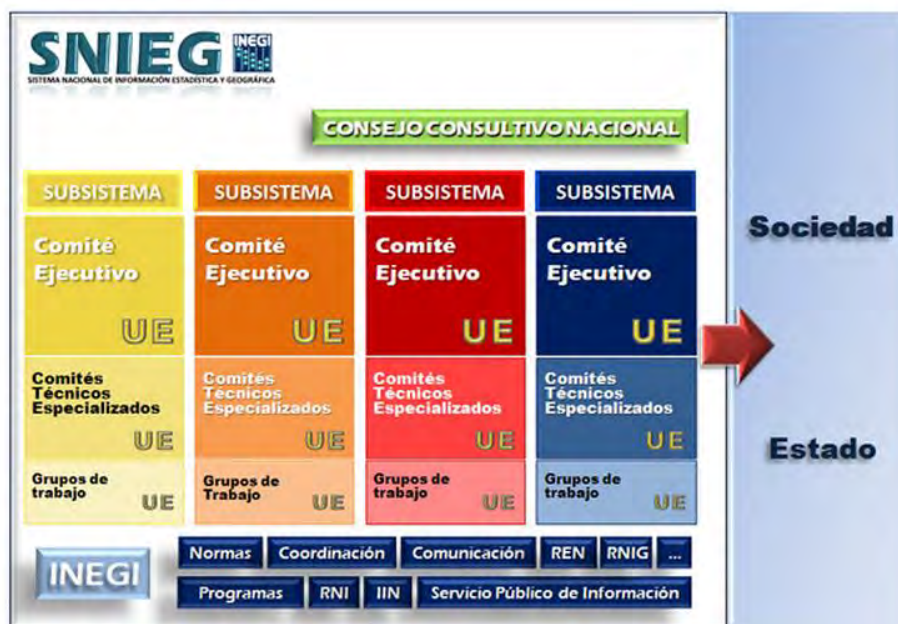 SNIEG INEGI
SISTEMA NACIONAL DE INFORMACIÓN ESTADÍSTICA Y GEOGRÁFICA
CONSEJO CONSULTIVO NACIONAL
SUBSISTEMA
Comité
Ejecutivo
UE
Comités
Técnicos
Especializados
UE
Grupos de
trabajo
UE
SUBSISTEMA
Comité
Ejecutivo
UE
Comités
Técnicos
Especializados
UE
Grupos de
Trabajo
UE
SUBSISTEMA
Comité
Ejecutivo
UE
Comités
Técnicos
Especializados
UE
Grupos de
trabajo
UE
SUBSISTEMA
Comité
Ejecutivo
UE
Comités
Técnicos
Especializados
UE
Grupos de
trabajo
UE
INEGI
Normas Coordinación Comunicación REN RNIG ...
Programas RNI IIN Servicio Público de Información
Sociedad
Estado